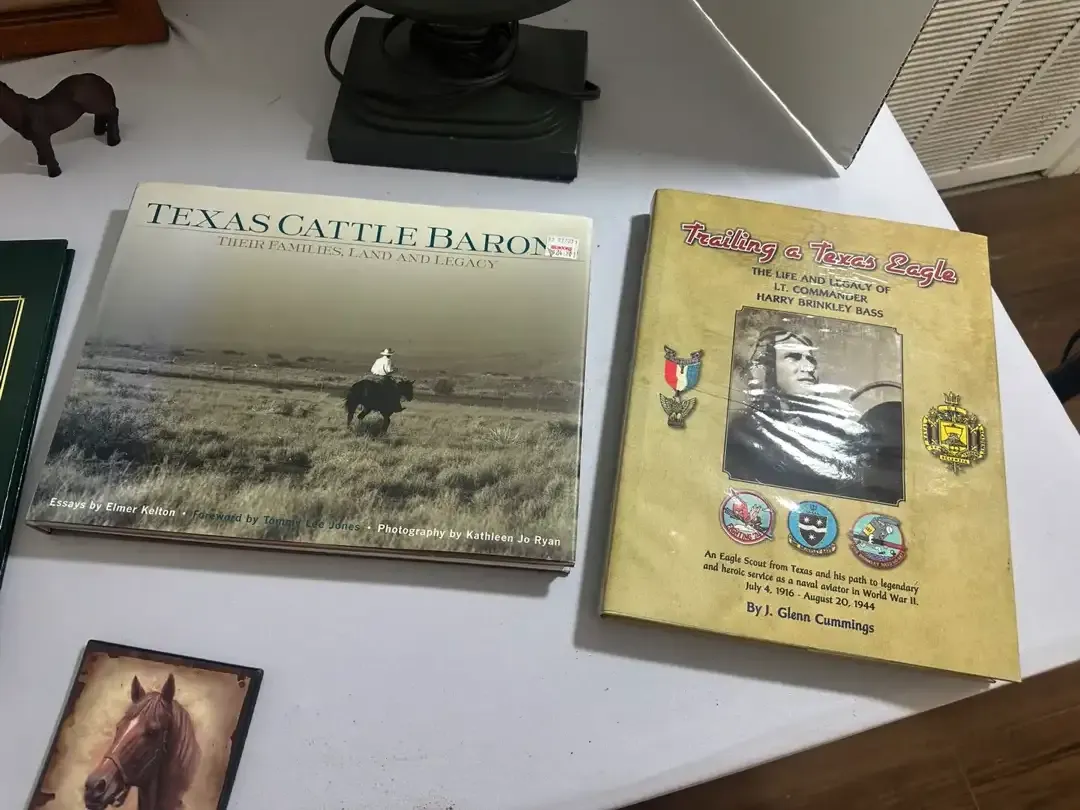 TEXAS CATTLE BARON
THEIR FAMILIES, LAND AND LEGACY
Essays by Elmer Kelton • Foreword by Tommy Lee Jones • Photography by Kathleen Jo Ryan
Trailing a Texas Eagle
THE LIFE AND LEGACY OF
LT. COMMANDER
HARRY BRINKLEY BASS
An Eagle Scout from Texas and his path to legendary
and heroic service as a naval aviator in World War II.
July 4, 1916 - August 20, 1944
By J. Glenn Cummings